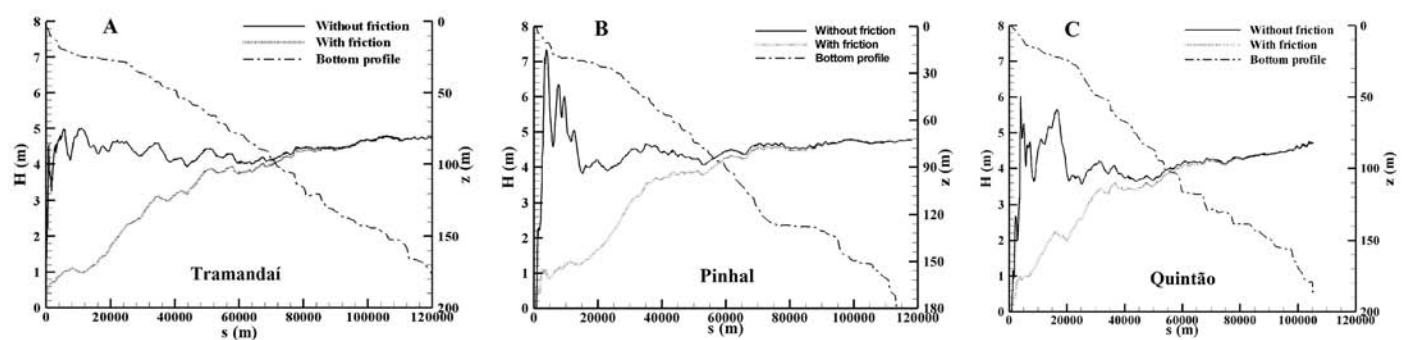 A
Without friction
With friction
Bottom profile
8
7
6
5
4
3
2
1
0
H (m)
0
50
100
150
200
z (m)
Tramandaí
0 20000 40000 60000 80000 100000 120000
s (m)
B
Without friction
With friction
Bottom profile
8
7
6
5
4
3
2
1
0
H (m)
0
30
60
90
120
150
180
z (m)
Pinhal
0 20000 40000 60000 80000 100000 120000
s (m)
C
Without friction
With friction
Bottom profile
8
7
6
5
4
3
2
1
0
H (m)
0
50
100
150
200
z (m)
Quintão
0 20000 40000 60000 80000 100000 120000
s (m)